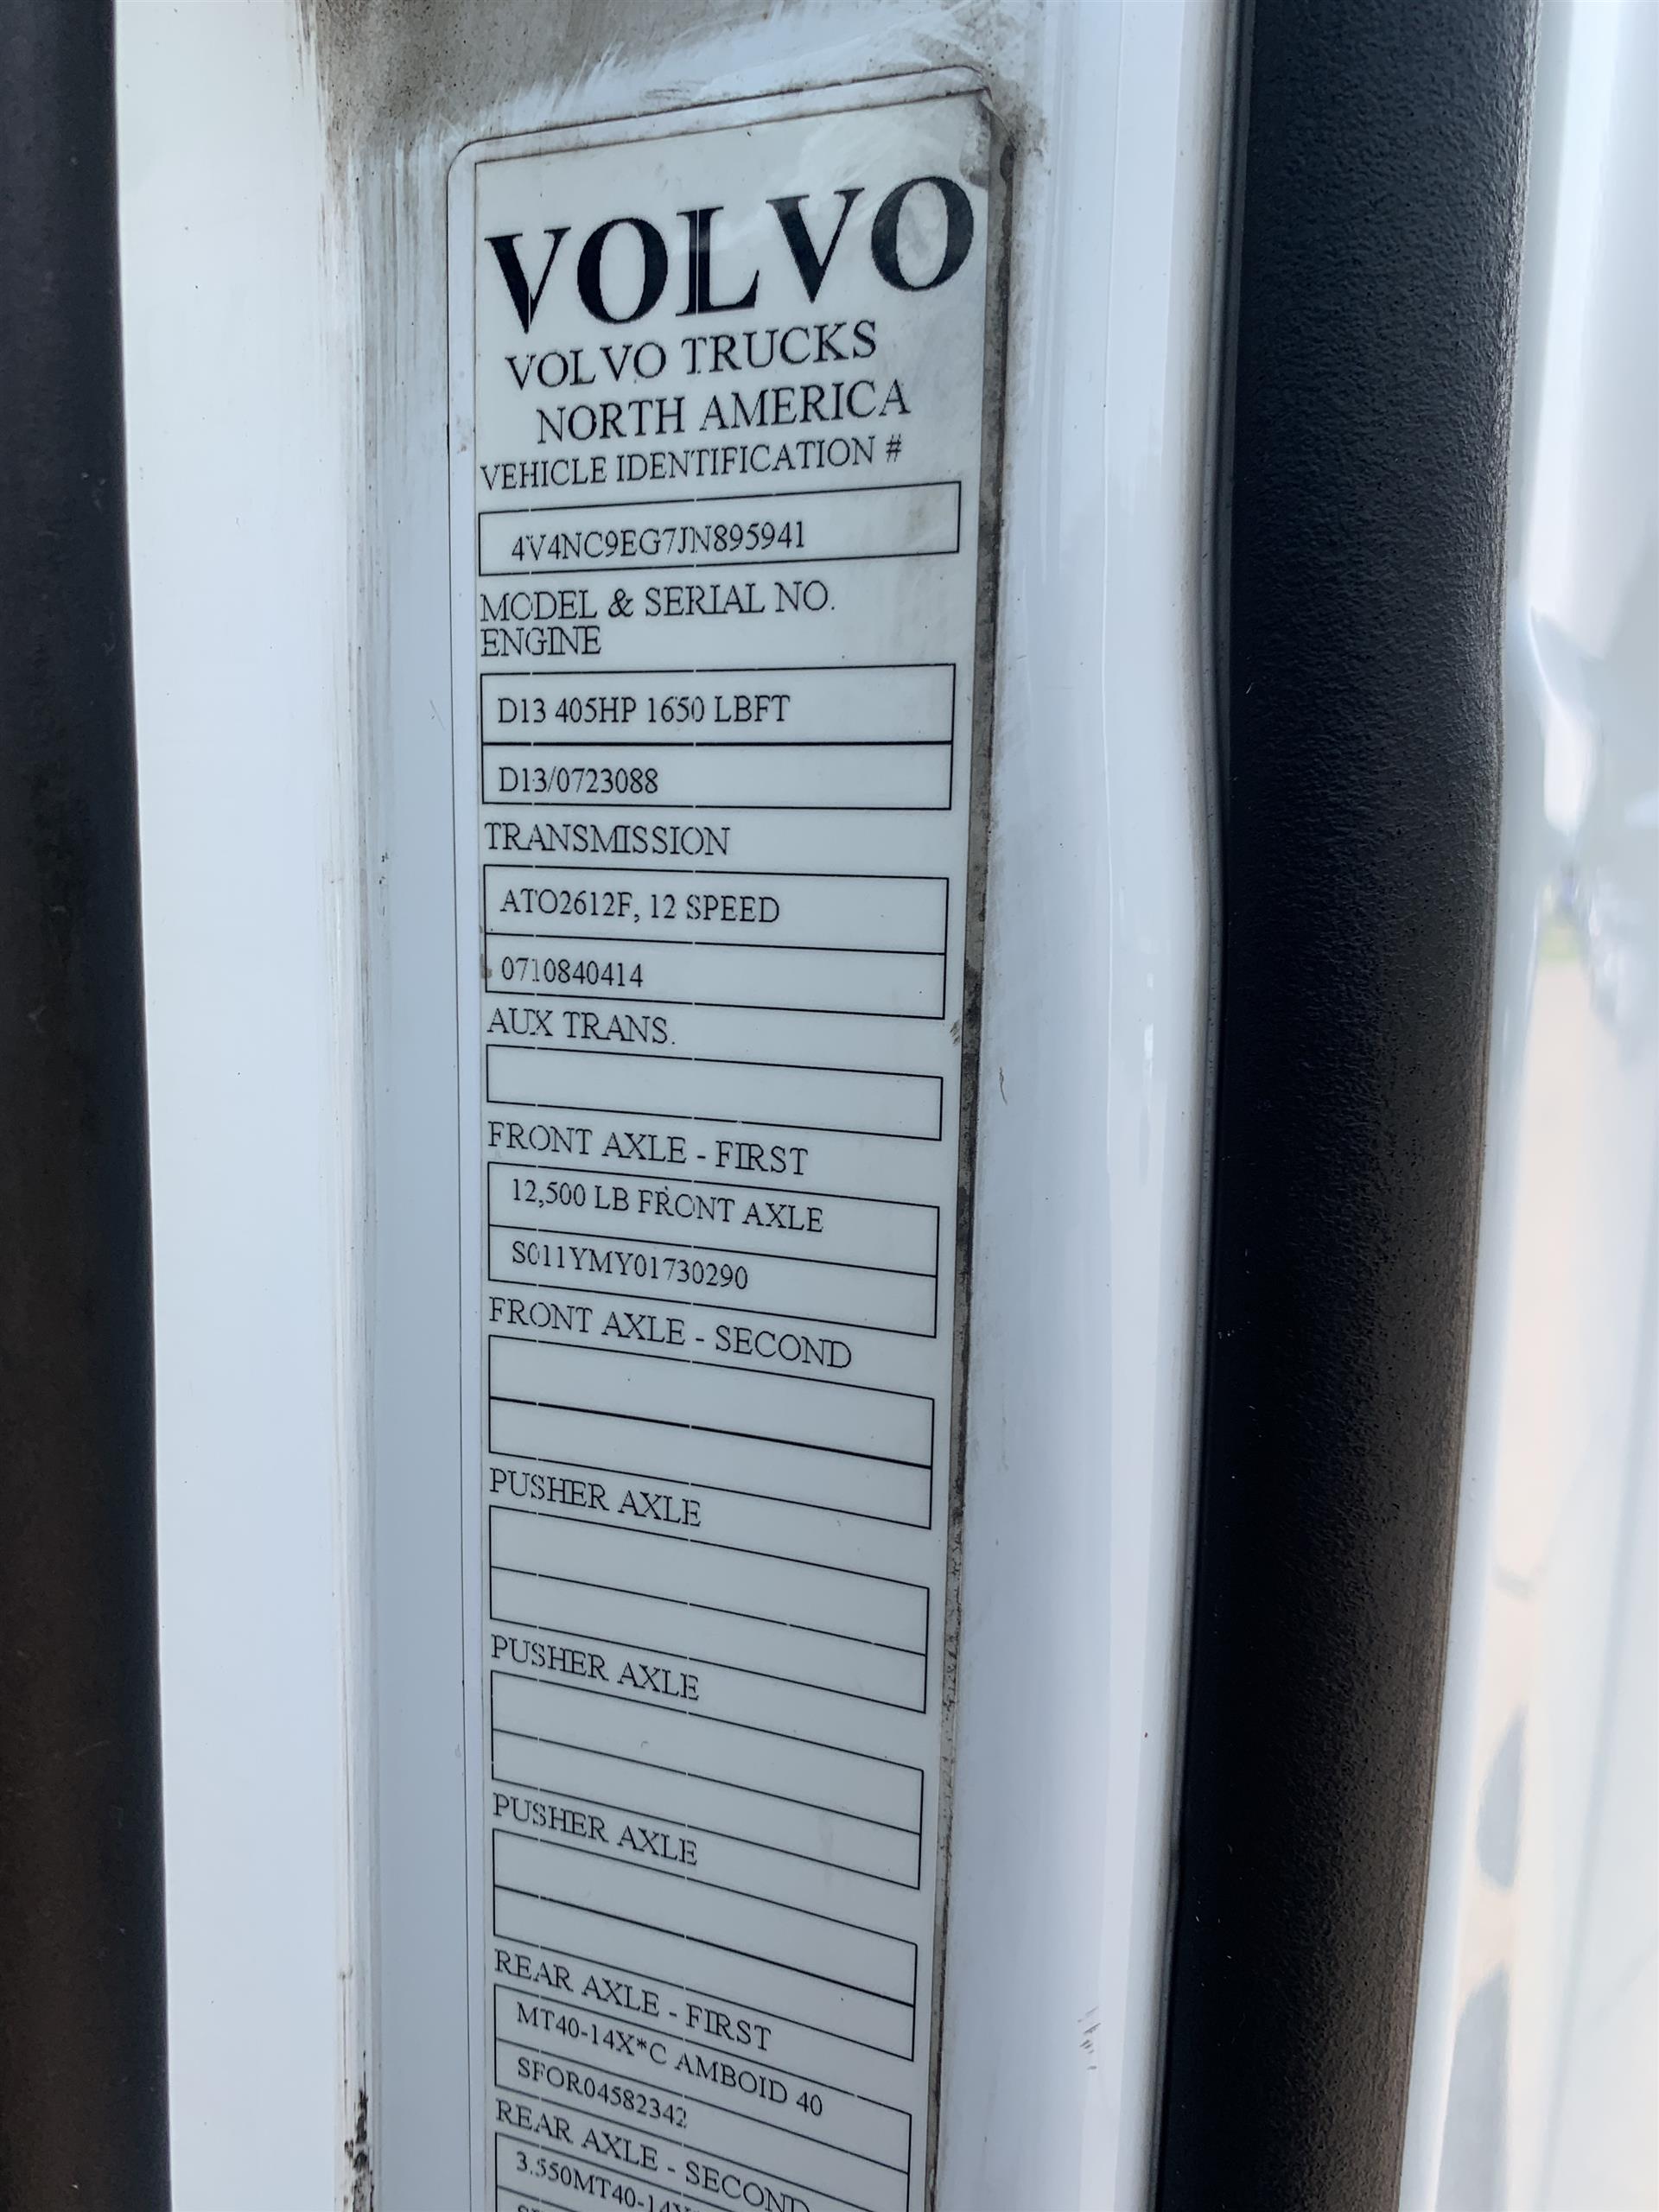 VOLVO
VOLVO TRUCKS
NORTH AMERICA
VEHICLE IDENTIFICATION #
4V4NC9EG7JN895941
MODEL & SERIAL NO.
ENGINE
D13 405HP 1650 LBFT
D13/0723088
TRANSMISSION
ATO2612F, 12 SPEED
0710840414
AUX TRANS.
FRONT AXLE - FIRST
12,500 LB FRONT AXLE
S011YMY01730290
FRONT AXLE - SECOND
PUSHER AXLE
PUSHER AXLE
PUSHER AXLE
REAR AXLE - FIRST
MT40-14X*C AMBOID 40
SFOR04582342
REAR AXLE - SECOND